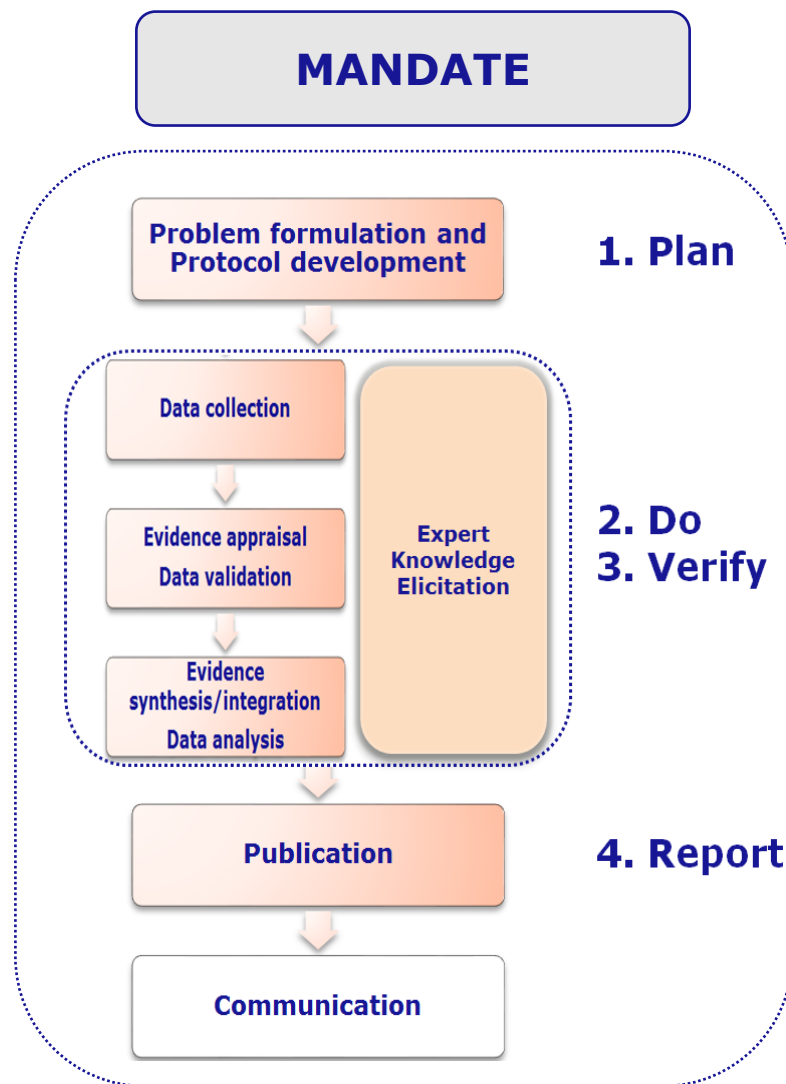 MANDATE
Problem formulation and
Protocol development
1. Plan
Data collection
Evidence appraisal
Data validation
Evidence
synthesis/integration
Data analysis
Expert
Knowledge
Elicitation
2. Do
3. Verify
Publication
4. Report
Communication